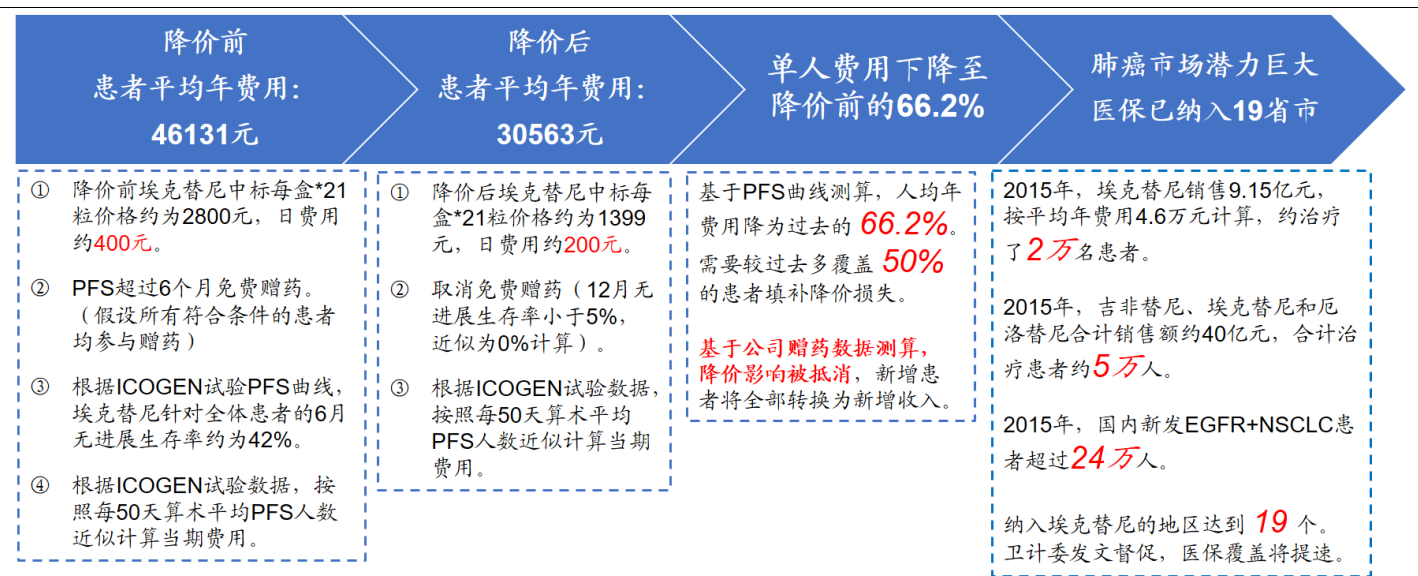 降价前
患者平均年费用:
46131元
降价后
患者平均年费用:
30563元
单人费用下降至
降价前的66.2%
肺癌市场潜力巨大
医保已纳入19省市
① 降价前埃克替尼中标每盒*21
粒价格约为2800元，日费用
约400元。
② PFS超过6个月免费赠药。
（假设所有符合条件的患者
均参与赠药）
③ 根据ICOGEN试验PFS曲线，
埃克替尼针对全体患者的6月
无进展生存率约为42%。
④ 根据ICOGEN试验数据，按
照每50天算术平均PFS人数
近似计算当期费用。
① 降价后埃克替尼中标每
盒*21粒价格约为1399
元，日费用约200元。
② 取消免费赠药（12月无
进展生存率小于5%，
近似为0%计算）。
③ 根据ICOGEN试验数据，
按照每50天算术平均
PFS人数近似计算当期
费用。
基于PFS曲线测算，人均年
费用降为过去的 66.2%。
需要较过去多覆盖 50%
的患者填补降价损失。
基于公司赠药数据测算，
降价影响被抵消，新增患
者将全部转换为新增收入。
2015年，埃克替尼销售9.15亿元，
按平均年费用4.6万元计算，约治疗
了2万名患者。
2015年，吉非替尼、埃克替尼和厄
洛替尼合计销售额约40亿元，合计治
疗患者约5万人。
2015年，国内新发EGFR+NSCLC患
者超过24万人。
纳入埃克替尼的地区达到 19 个。
卫计委发文督促，医保覆盖将提速。